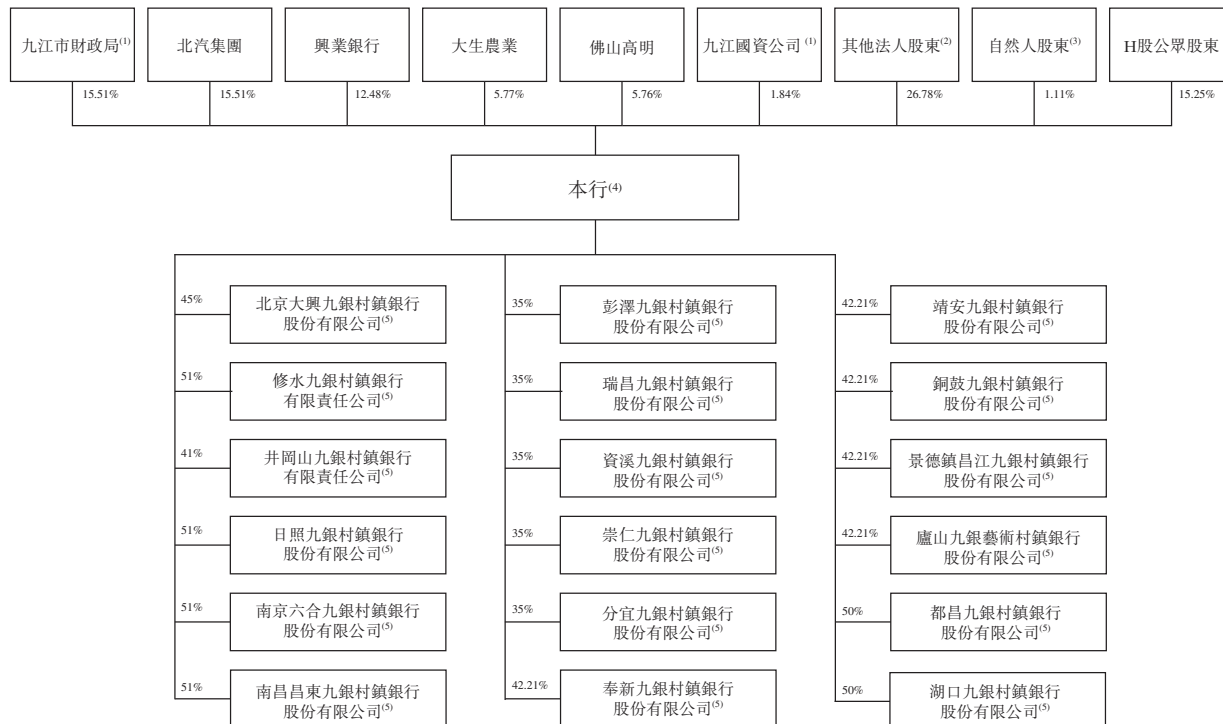 九江市財政局(1)
北汽集團
興業銀行
大生農業
佛山高明
九江國資公司(1)
其他法人股東(2)
自然人股東(3)
H股公眾股東
15.51%
15.51%
12.48%
5.77%
5.76%
1.84%
26.78%
1.11%
15.25%
本行(4)
45%
北京大興九銀村鎮銀行
股份有限公司(5)
35%
彭澤九銀村鎮銀行
股份有限公司(5)
42.21%
靖安九銀村鎮銀行
股份有限公司(5)
51%
修水九銀村鎮銀行
有限責任公司(5)
35%
瑞昌九銀村鎮銀行
股份有限公司(5)
42.21%
銅鼓九銀村鎮銀行
股份有限公司(5)
41%
井岡山九銀村鎮銀行
有限責任公司(5)
35%
資溪九銀村鎮銀行
股份有限公司(5)
42.21%
景德鎮昌江九銀村鎮銀行
股份有限公司(5)
51%
日照九銀村鎮銀行
股份有限公司(5)
35%
崇仁九銀村鎮銀行
股份有限公司(5)
42.21%
廬山九銀藝術村鎮銀行
股份有限公司(5)
51%
南京六合九銀村鎮銀行
股份有限公司(5)
35%
分宜九銀村鎮銀行
股份有限公司(5)
50%
都昌九銀村鎮銀行
股份有限公司(5)
51%
南昌昌東九銀村鎮銀行
股份有限公司(5)
42.21%
奉新九銀村鎮銀行
股份有限公司(5)
50%
湖口九銀村鎮銀行
股份有限公司(5)